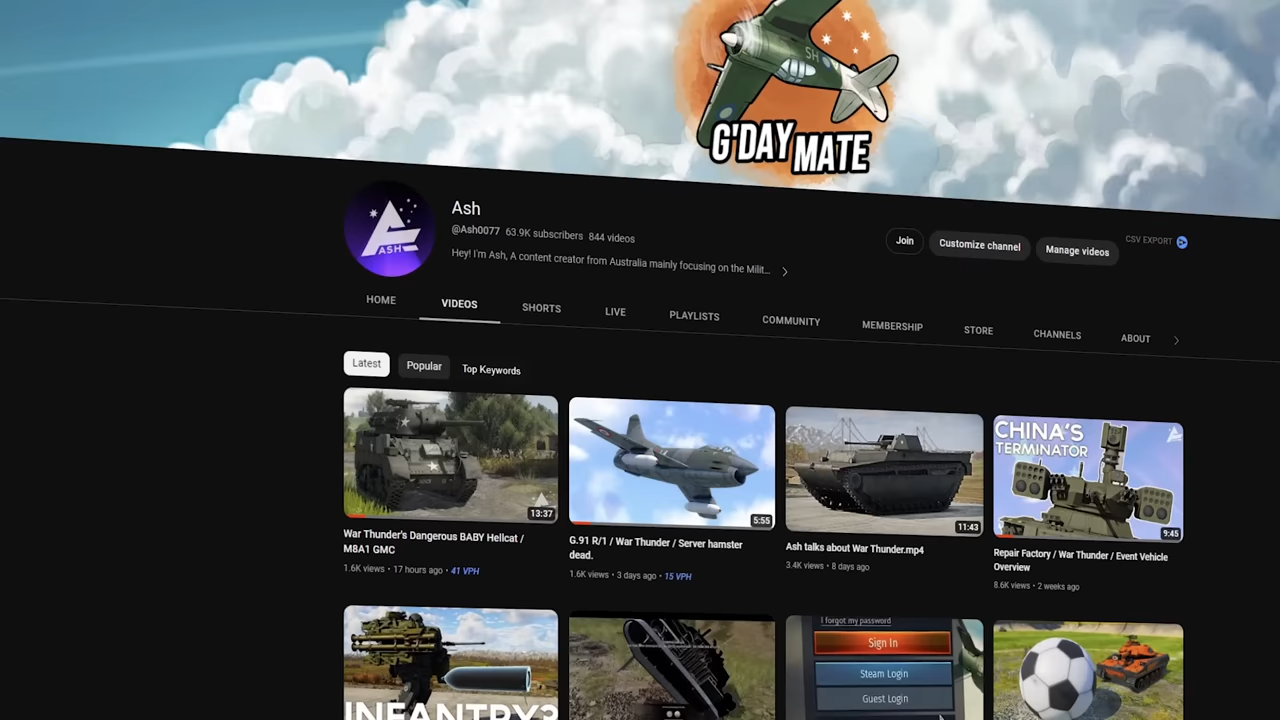 SH
G'DAY MATE
ASH
Ash
@Ash0077 63.9K subscribers 844 videos
Hey! I'm Ash, A content creator from Australia mainly focusing on the Milit...
Join
Customize channel
Manage videos
CSV EXPORT
HOME VIDEOS SHORTS LIVE PLAYLISTS COMMUNITY MEMBERSHIP STORE CHANNELS ABOUT
Latest Popular Top Keywords
13:37
War Thunder's Dangerous BABY Hellcat /
M8A1 GMC
1.6K views • 17 hours ago • 41 VPH
5:55
G.91 R/1 / War Thunder / Server hamster
dead.
1.6K views • 3 days ago • 15 VPH
11:43
Ash talks about War Thunder.mp4
3.4K views • 8 days ago
CHINA'S
TERMINATOR
9:45
Repair Factory / War Thunder / Event Vehicle
Overview
8.6K views • 2 weeks ago
INFANTRY?
I forgot my password
Sign In
Steam Login
Guest Login